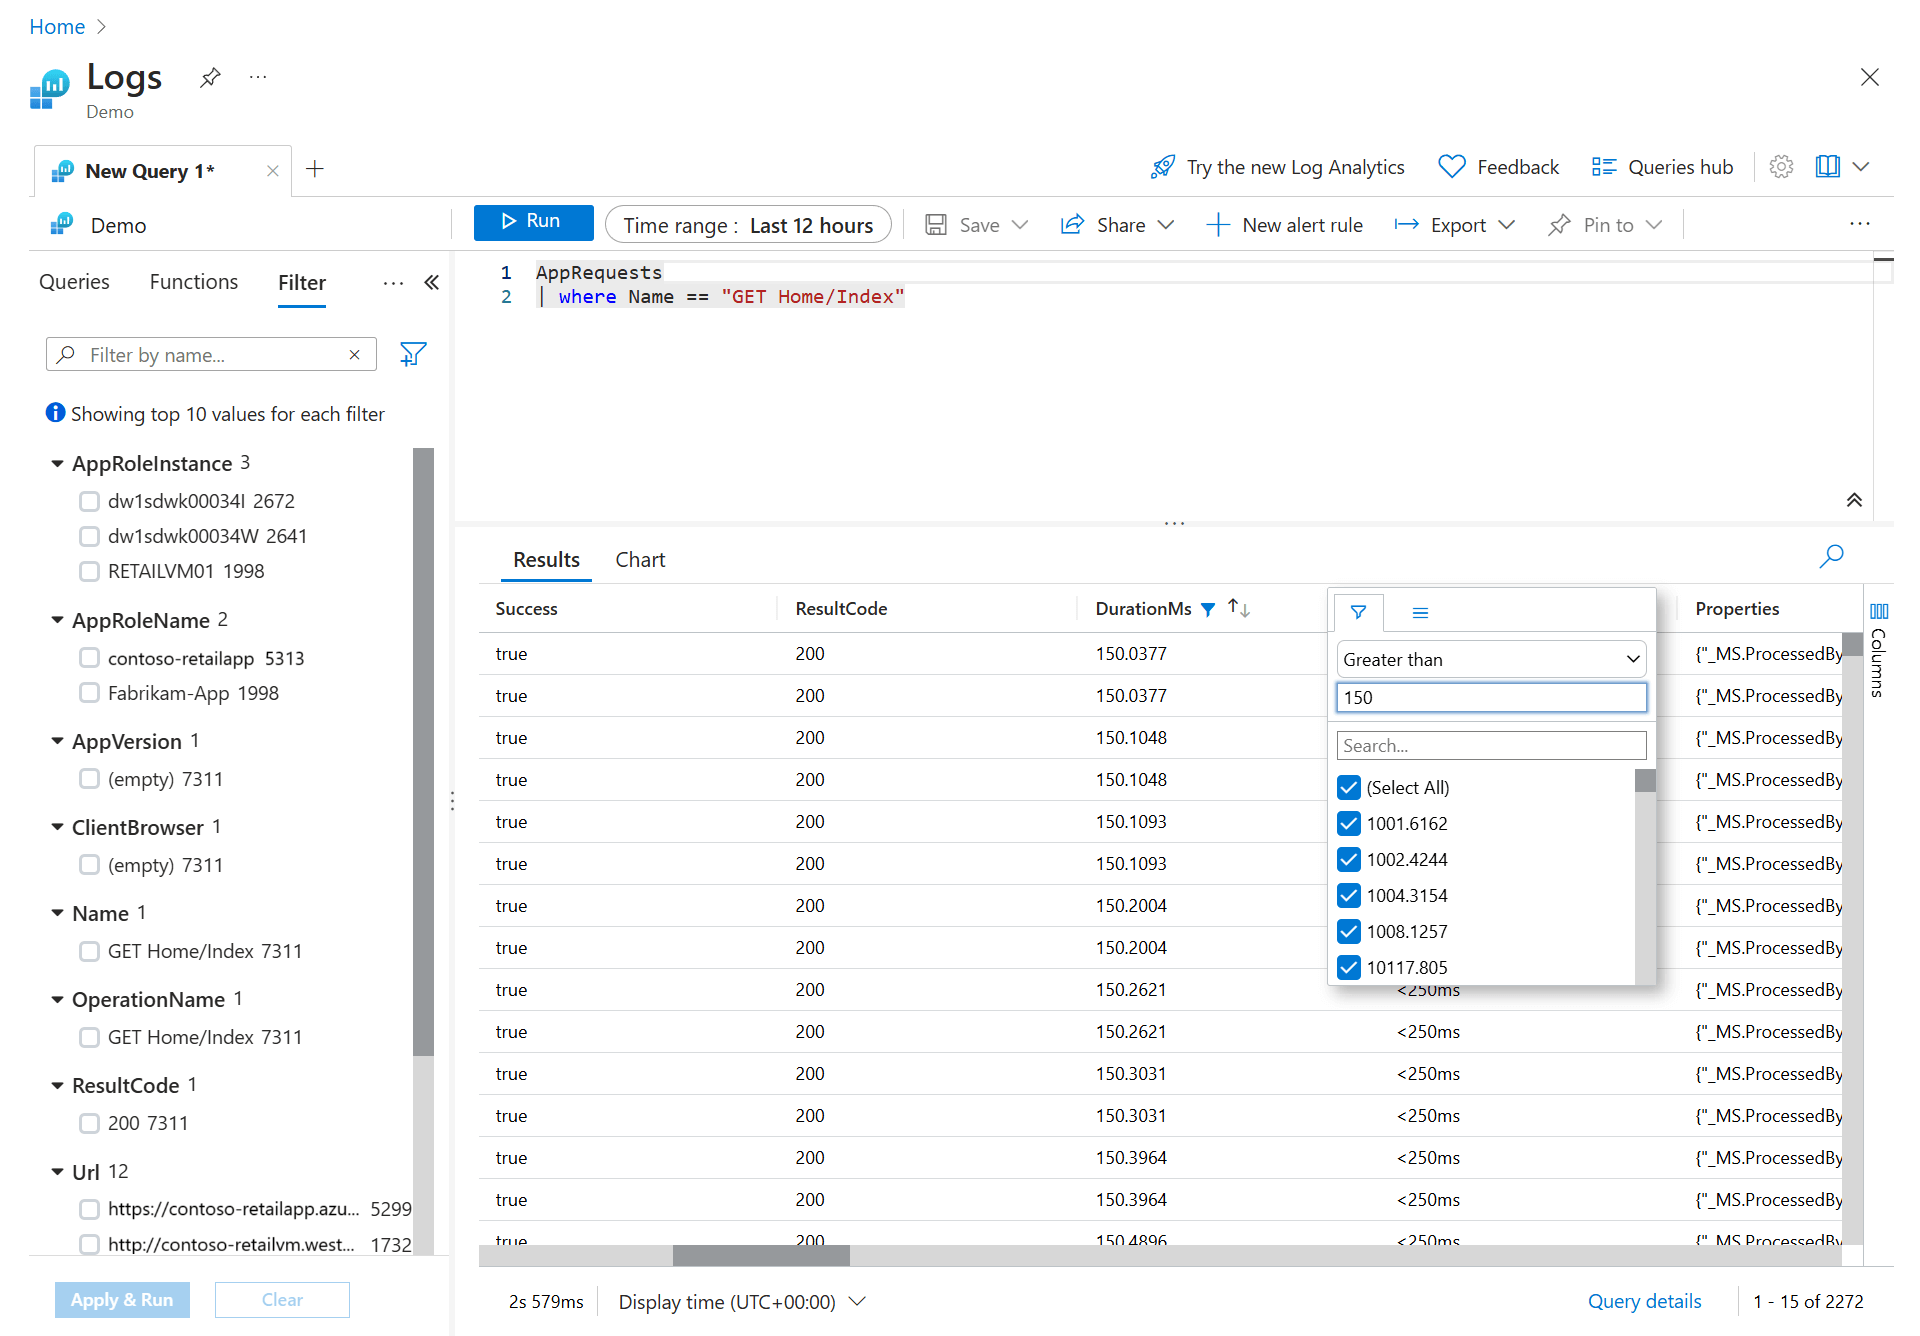 Home
Logs
Demo
New Query 1*
Try the new Log Analytics
Feedback
Queries hub
Demo
Run
Time range : Last 12 hours
Save
Share
New alert rule
Export
Pin to
Queries Functions Filter
1 AppRequests
2 | where Name == "GET Home/Index"
Filter by name...
Showing top 10 values for each filter
AppRoleInstance 3
dw1sdwk00034I 2672
dw1sdwk00034W 2641
RETAILVM01 1998
AppRoleName 2
contoso-retailapp 5313
Fabrikam-App 1998
AppVersion 1
(empty) 7311
ClientBrowser 1
(empty) 7311
Name 1
GET Home/Index 7311
OperationName 1
GET Home/Index 7311
ResultCode 1
200 7311
Url 12
https://contoso-retailapp.azu... 5299
http://contoso-retailvm.west... 1732
Apply & Run
Clear
Results Chart
Success ResultCode DurationMs Properties
true 200 150.0377 {"_MS.ProcessedBy
true 200 150.0377 {"_MS.ProcessedBy
true 200 150.1048 {"_MS.ProcessedBy
true 200 150.1048 {"_MS.ProcessedBy
true 200 150.1093 {"_MS.ProcessedBy
true 200 150.1093 {"_MS.ProcessedBy
true 200 150.2004 {"_MS.ProcessedBy
true 200 150.2004 {"_MS.ProcessedBy
true 200 150.2621 <250ms {"_MS.ProcessedBy
true 200 150.2621 <250ms {"_MS.ProcessedBy
true 200 150.3031 <250ms {"_MS.ProcessedBy
true 200 150.3031 <250ms {"_MS.ProcessedBy
true 200 150.3964 <250ms {"_MS.ProcessedBy
true 200 150.3964 <250ms {"_MS.ProcessedBy
true 200 150.4896 <250ms {"_MS.ProcessedBy
Greater than
150
Search...
(Select All)
1001.6162
1002.4244
1004.3154
1008.1257
10117.805
Columns
2s 579ms
Display time (UTC+00:00)
Query details
1 - 15 of 2272